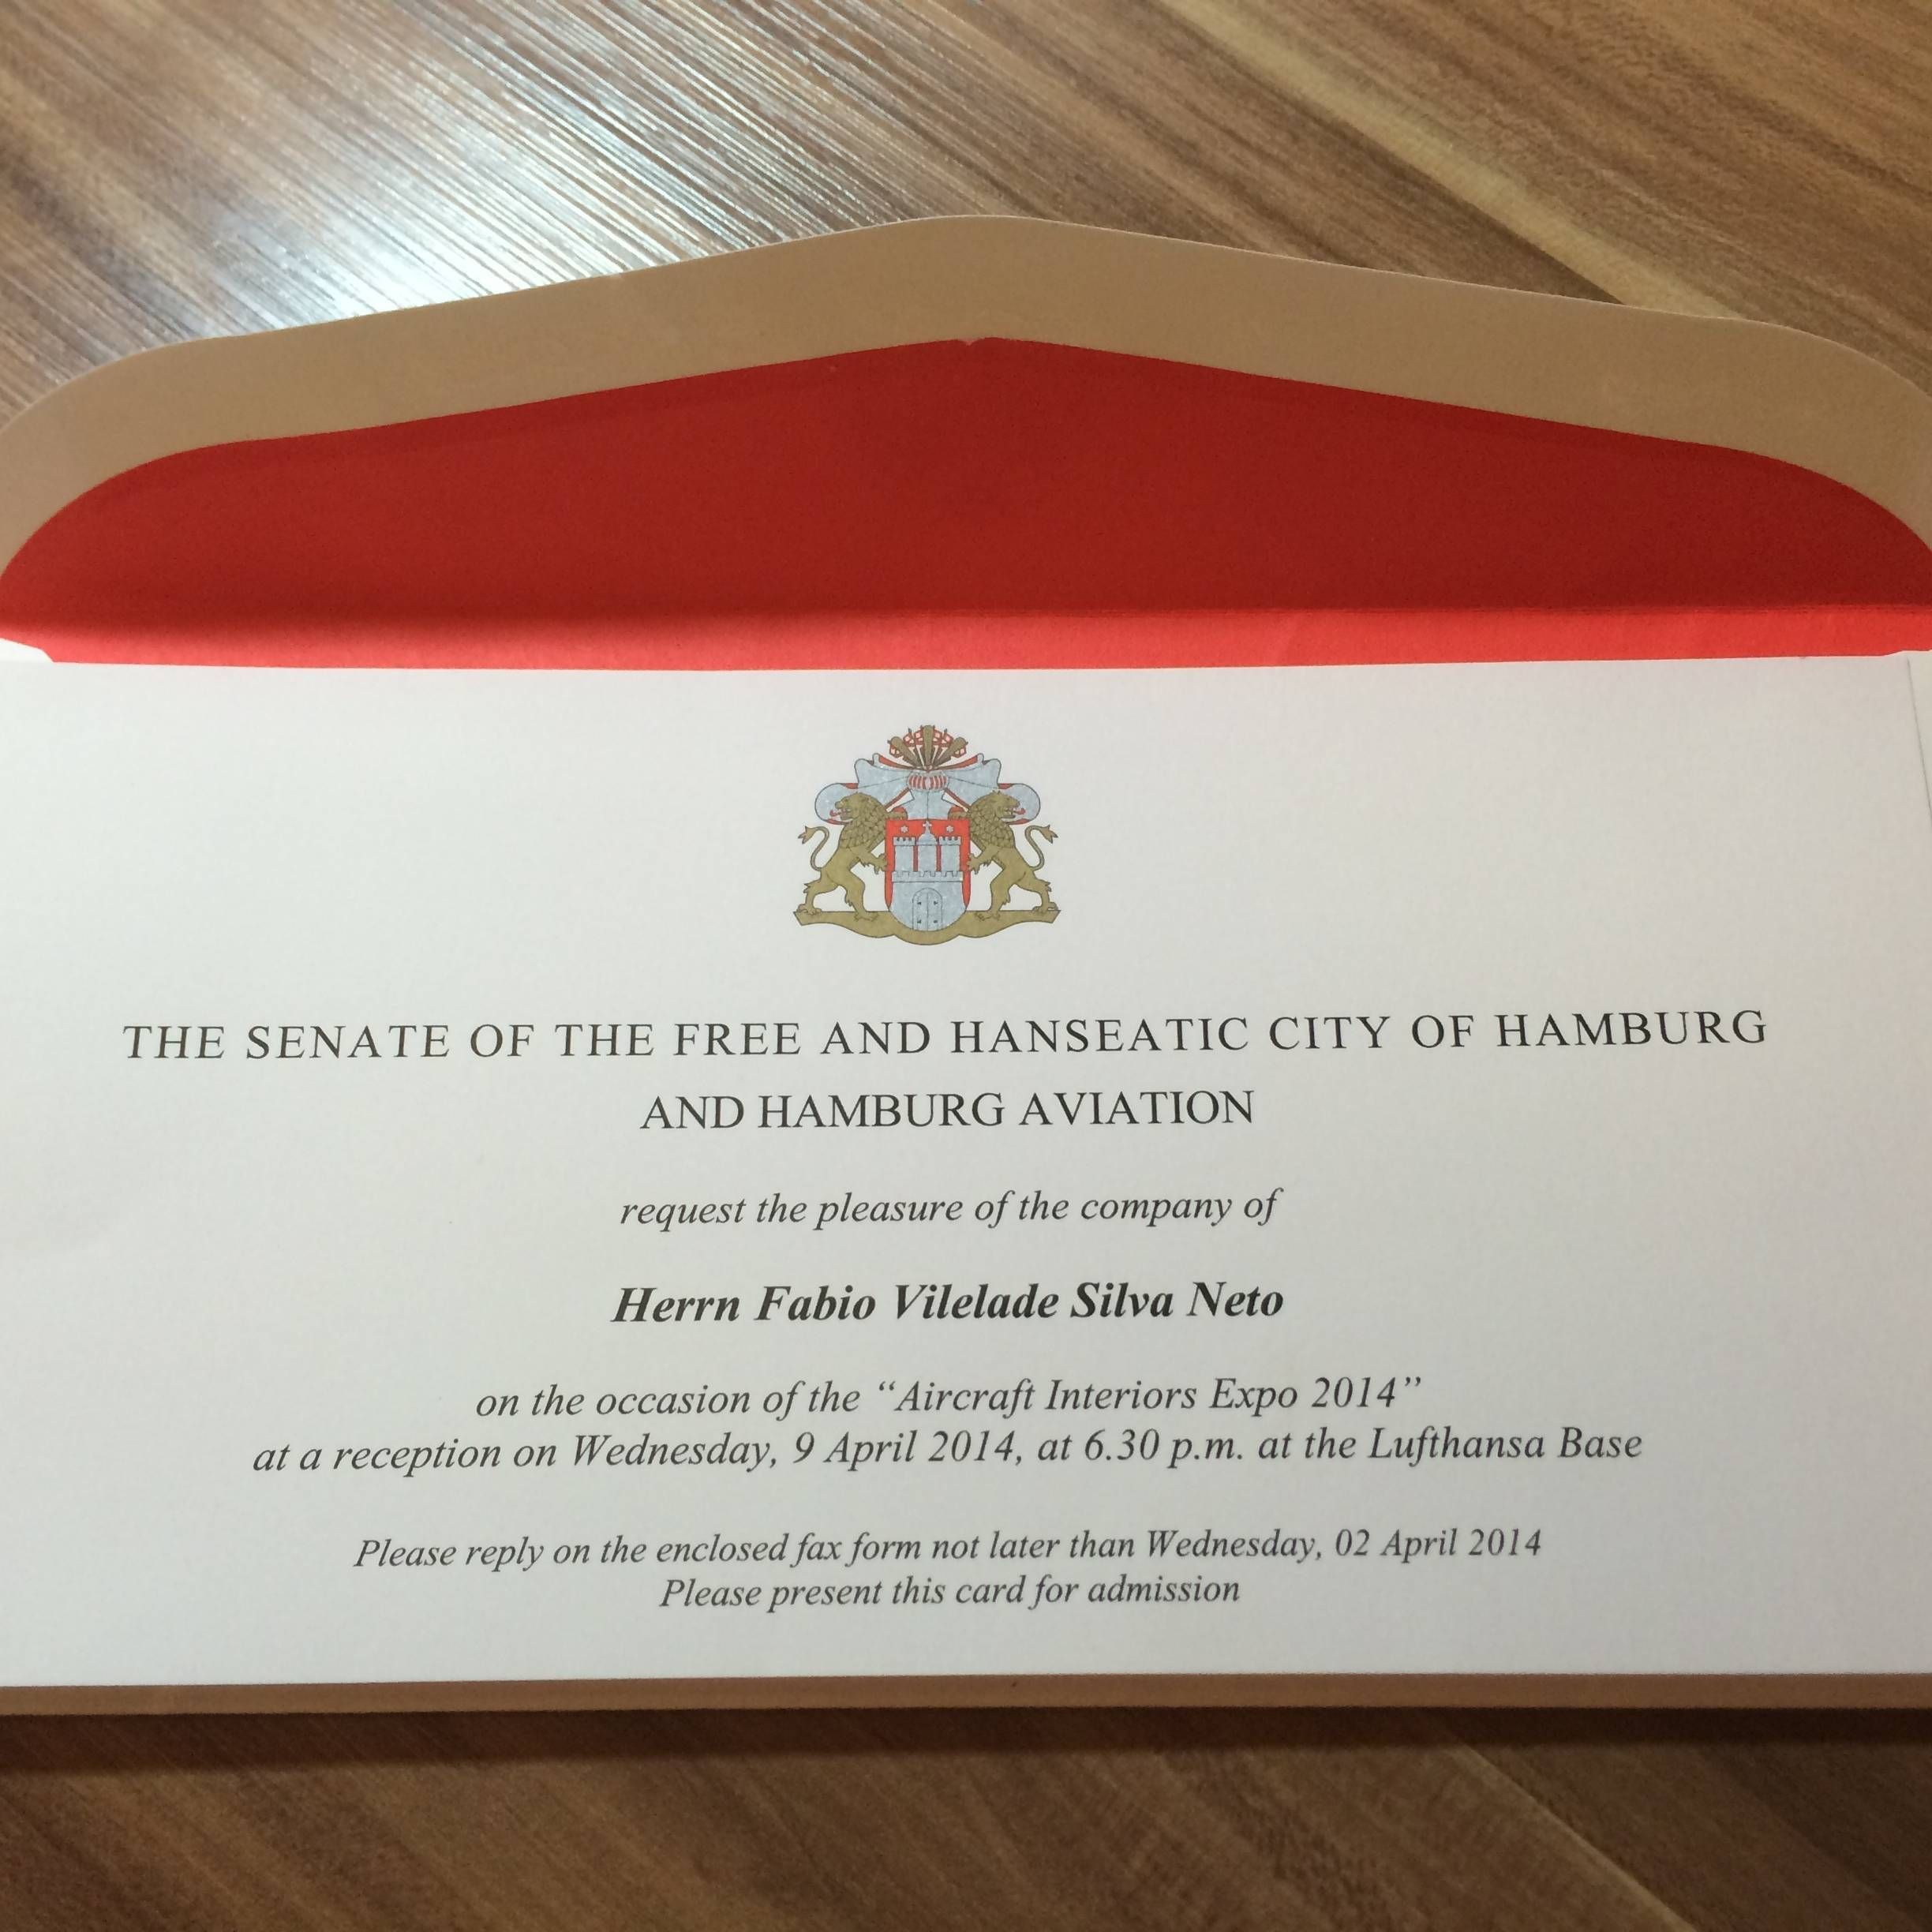 THE SENATE OF THE FREE AND HANSEATIC CITY OF HAMBURG
AND HAMBURG AVIATION
request the pleasure of the company of
Herrn Fabio Vilelade Silva Neto
on the occasion of the “Aircraft Interiors Expo 2014”
at a reception on Wednesday, 9 April 2014, at 6.30 p.m. at the Lufthansa Base
Please reply on the enclosed fax form not later than Wednesday, 02 April 2014
Please present this card for admission